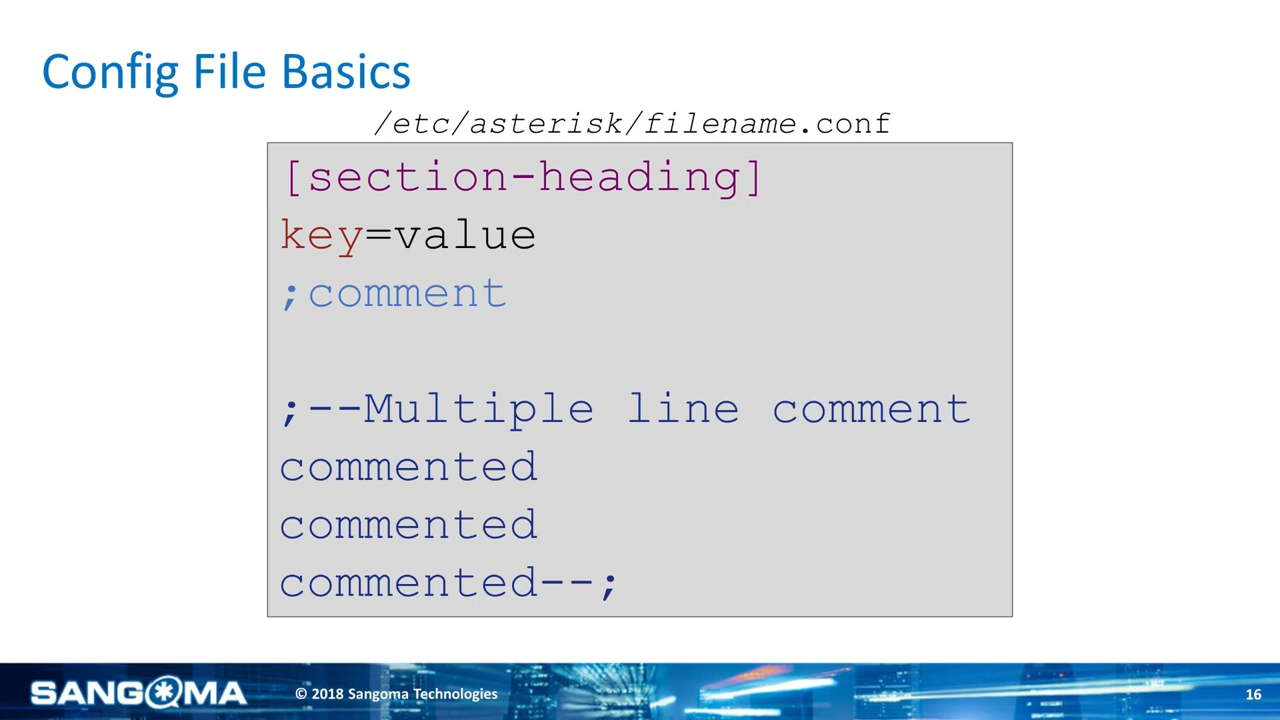 Config File Basics
/etc/asterisk/filename.conf
[section-heading]
key=value
;comment
;--Multiple line comment
commented
commented
commented--;
SANGOMA
© 2018 Sangoma Technologies
16